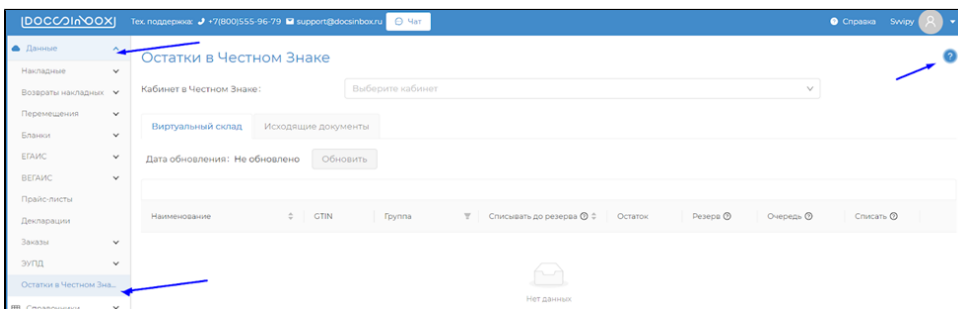 DOCSINBOX Тех. поддержка: +7(800)555-96-79 support@docsinbox.ru Чат Справка Svvipy
Данные
Накладные
Возвраты накладных
Перемещения
Бланки
ЕГАИС
ВЕГАИС
Прайс-листы
Декларации
Заказы
ЭУПД
Остатки в Честном Зна...
Справочники
Остатки в Честном Знаке
Кабинет в Честном Знаке: Выберите кабинет
Виртуальный склад Исходящие документы
Дата обновления: Не обновлено Обновить
Наименование GTIN Группа Списывать до резерва Остаток Резерв Очередь Списать
Нет данных